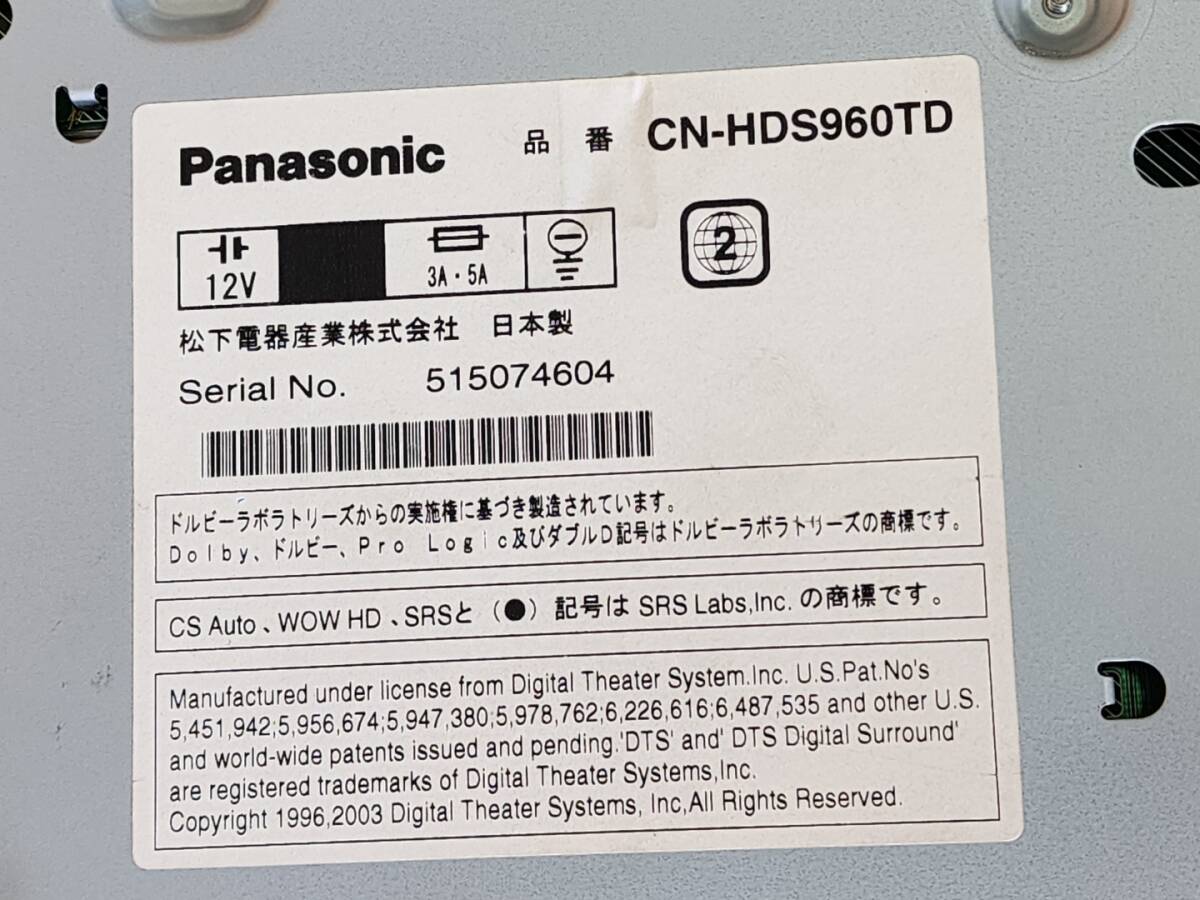 Panasonic 品 番 CN-HDS960TD
12V 3A・5A 2
松下電器産業株式会社 日本製
Serial No. 515074604
ドルビーラボラトリーズからの実施権に基づき製造されています。
Dolby、ドルビー、Pro Logic及びダブルD記号はドルビーラボラトリーズの商標です。
CS Auto、WOW HD、SRSと(●)記号は SRS Labs,Inc. の商標です。
Manufactured under license from Digital Theater System.Inc. U.S.Pat.No's
5,451,942;5,956,674;5,947,380;5,978,762;6,226,616;6,487,535 and other U.S.
and world-wide patents issued and pending.'DTS' and' DTS Digital Surround'
are registered trademarks of Digital Theater Systems,Inc.
Copyright 1996,2003 Digital Theater Systems, Inc,All Rights Reserved.